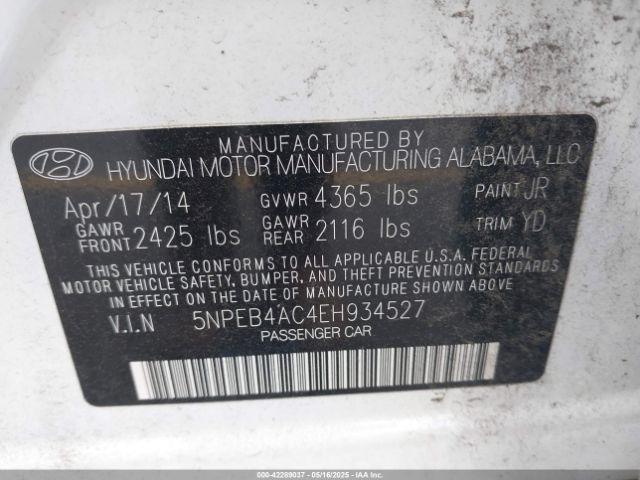 MANUFACTURED BY
HYUNDAI MOTOR MANUFACTURING ALABAMA, LLC
Apr/17/14 GVWR 4365 lbs PAINT JR
GAWR FRONT 2425 lbs GAWR REAR 2116 lbs TRIM YD
THIS VEHICLE CONFORMS TO ALL APPLICABLE U.S.A. FEDERAL
MOTOR VEHICLE SAFETY, BUMPER, AND THEFT PREVENTION STANDARDS
IN EFFECT ON THE DATE OF MANUFACTURE SHOWN ABOVE
V.I.N 5NPEB4AC4EH934527
PASSENGER CAR
000-42289037 - 05/16/2025 - PARTNER CAR